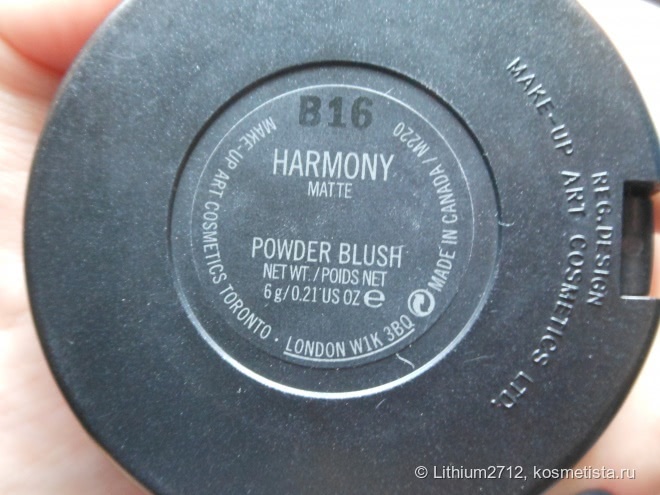 B16
HARMONY
MATTE
POWDER BLUSH
NET WT. / POIDS NET
6 g / 0.21 US OZ e
MAKE-UP ART COSMETICS TORONTO · LONDON W1K 3BQ
MADE IN CANADA / M220
REG. DESIGN
MAKE-UP ART COSMETICS LTD.
© Lithium2712, kosmetista.ru